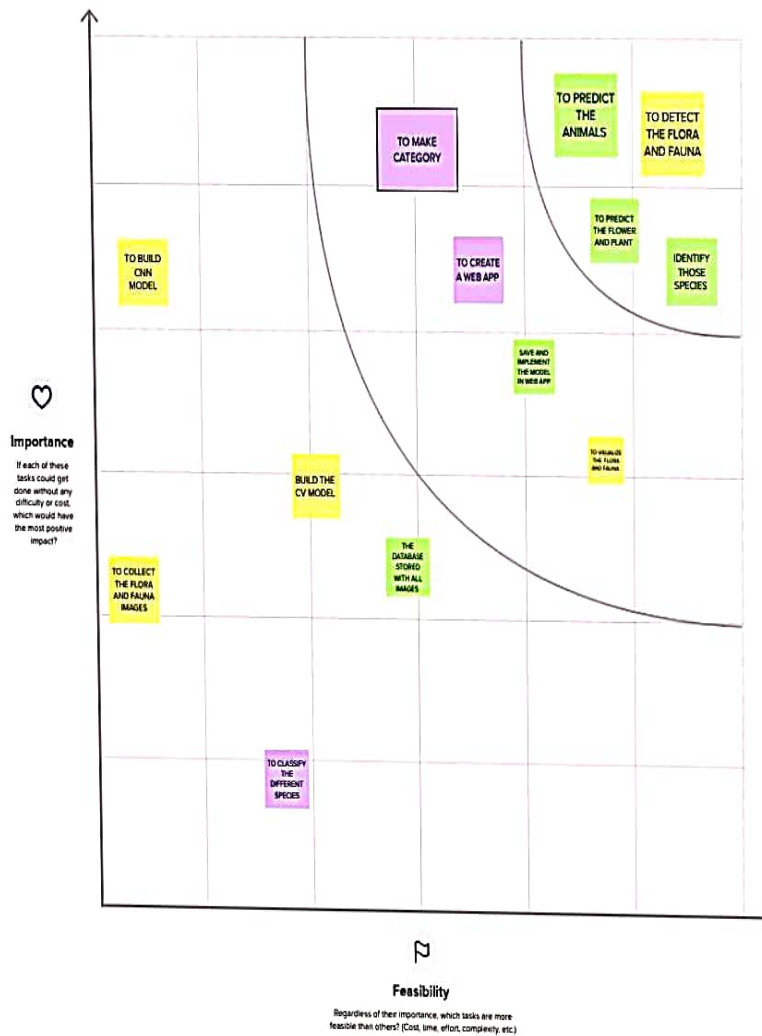 TO PREDICT
THE
ANIMALS
TO DETECT
THE FLORA
AND FAUNA
TO MAKE
CATEGORY
TO PREDICT
THE FLOWER
AND PLANT
TO BUILD
CNN
MODEL
TO CREATE
A WEB APP
IDENTIFY
THOSE
SPECIES
SAVE AND
IMPLEMENT
THE MODEL
IN WEB APP
Importance
If each of these
tasks could get
done without any
difficulty or cost,
which would have
the most positive
impact?
TO VISUALIZE
THE FLORA
AND FAUNA
BUILD THE
CV MODEL
THE
DATABASE
STORED
WITH ALL
IMAGES
TO COLLECT
THE FLORA
AND FAUNA
IMAGES
TO CLASSIFY
THE
DIFFERENT
SPECIES
Feasibility
Regardless of their importance, which tasks are more
feasible than others? (Cost, time, effort, complexity, etc.)